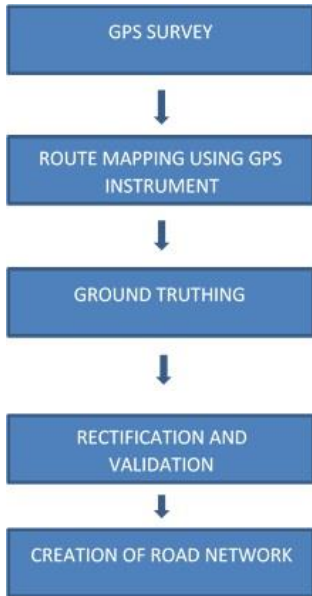 GPS SURVEY
ROUTE MAPPING USING GPS
INSTRUMENT
GROUND TRUTHING
RECTIFICATION AND
VALIDATION
CREATION OF ROAD NETWORK